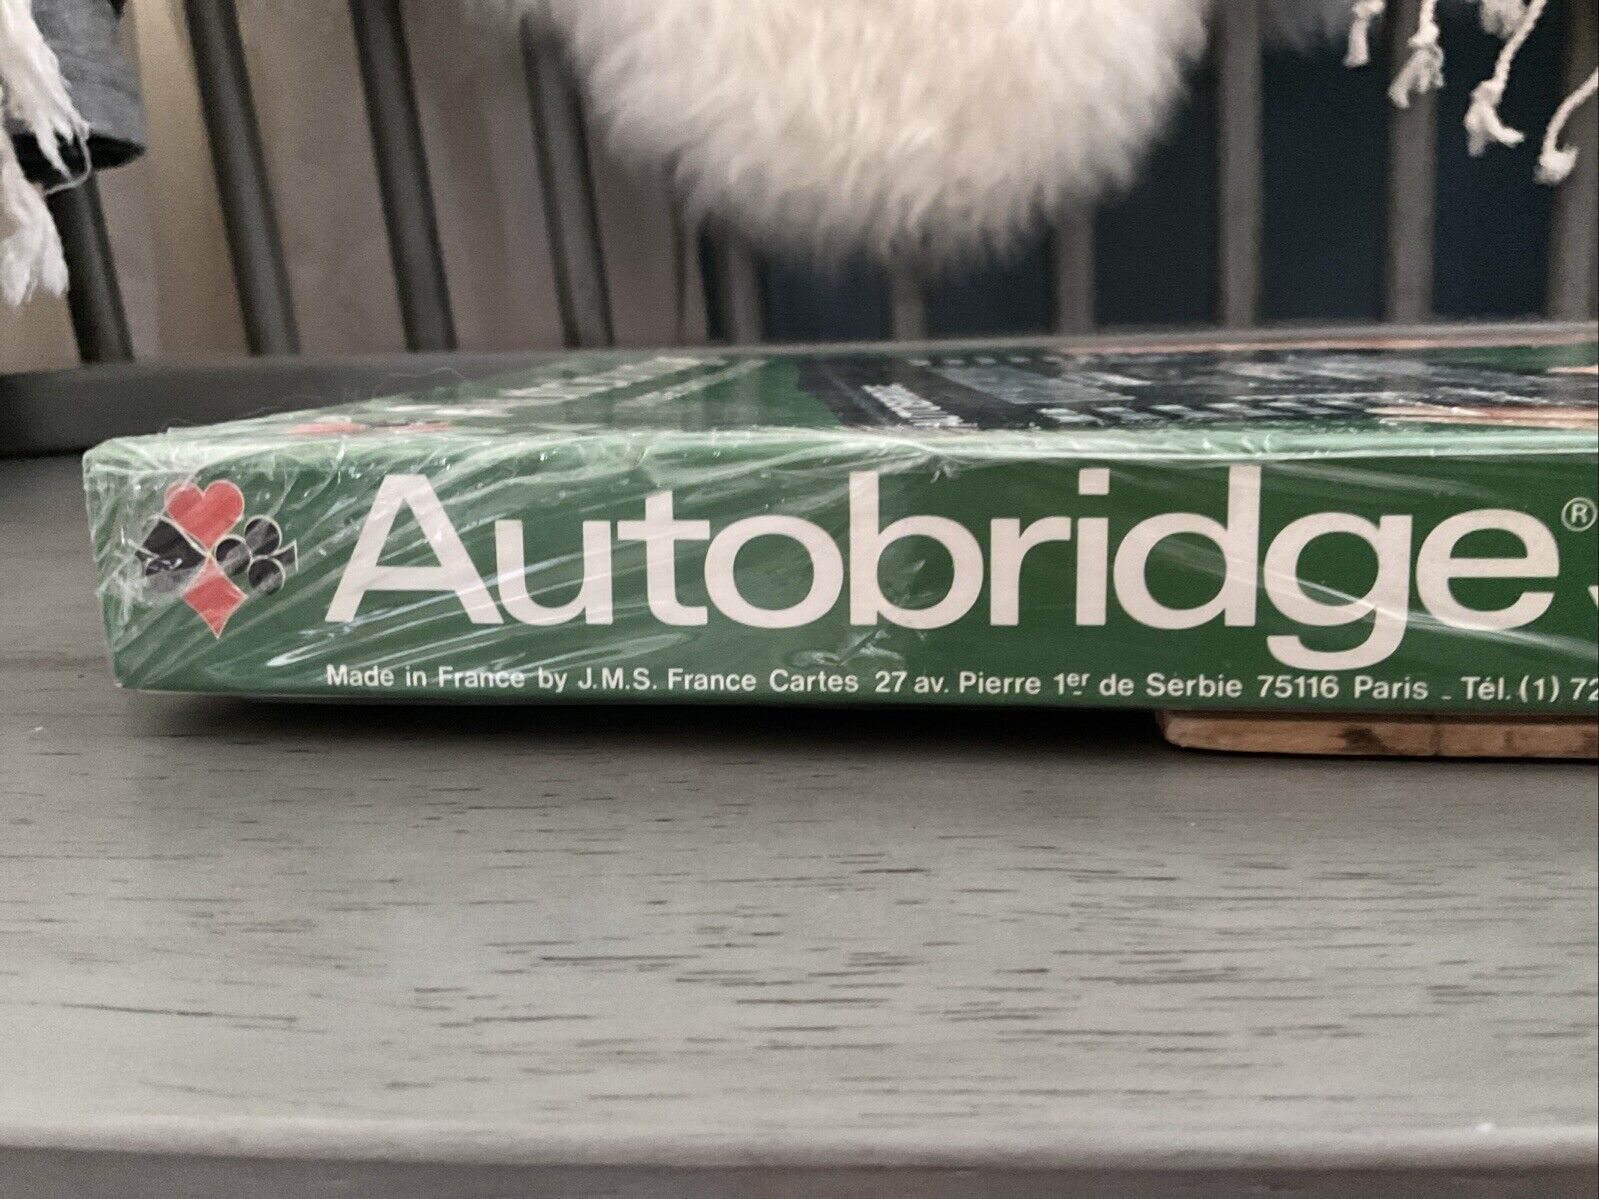 Autobridge®
Made in France by J.M.S. France Cartes 27 av. Pierre 1er de Serbie 75116 Paris - Tél. (1) 72